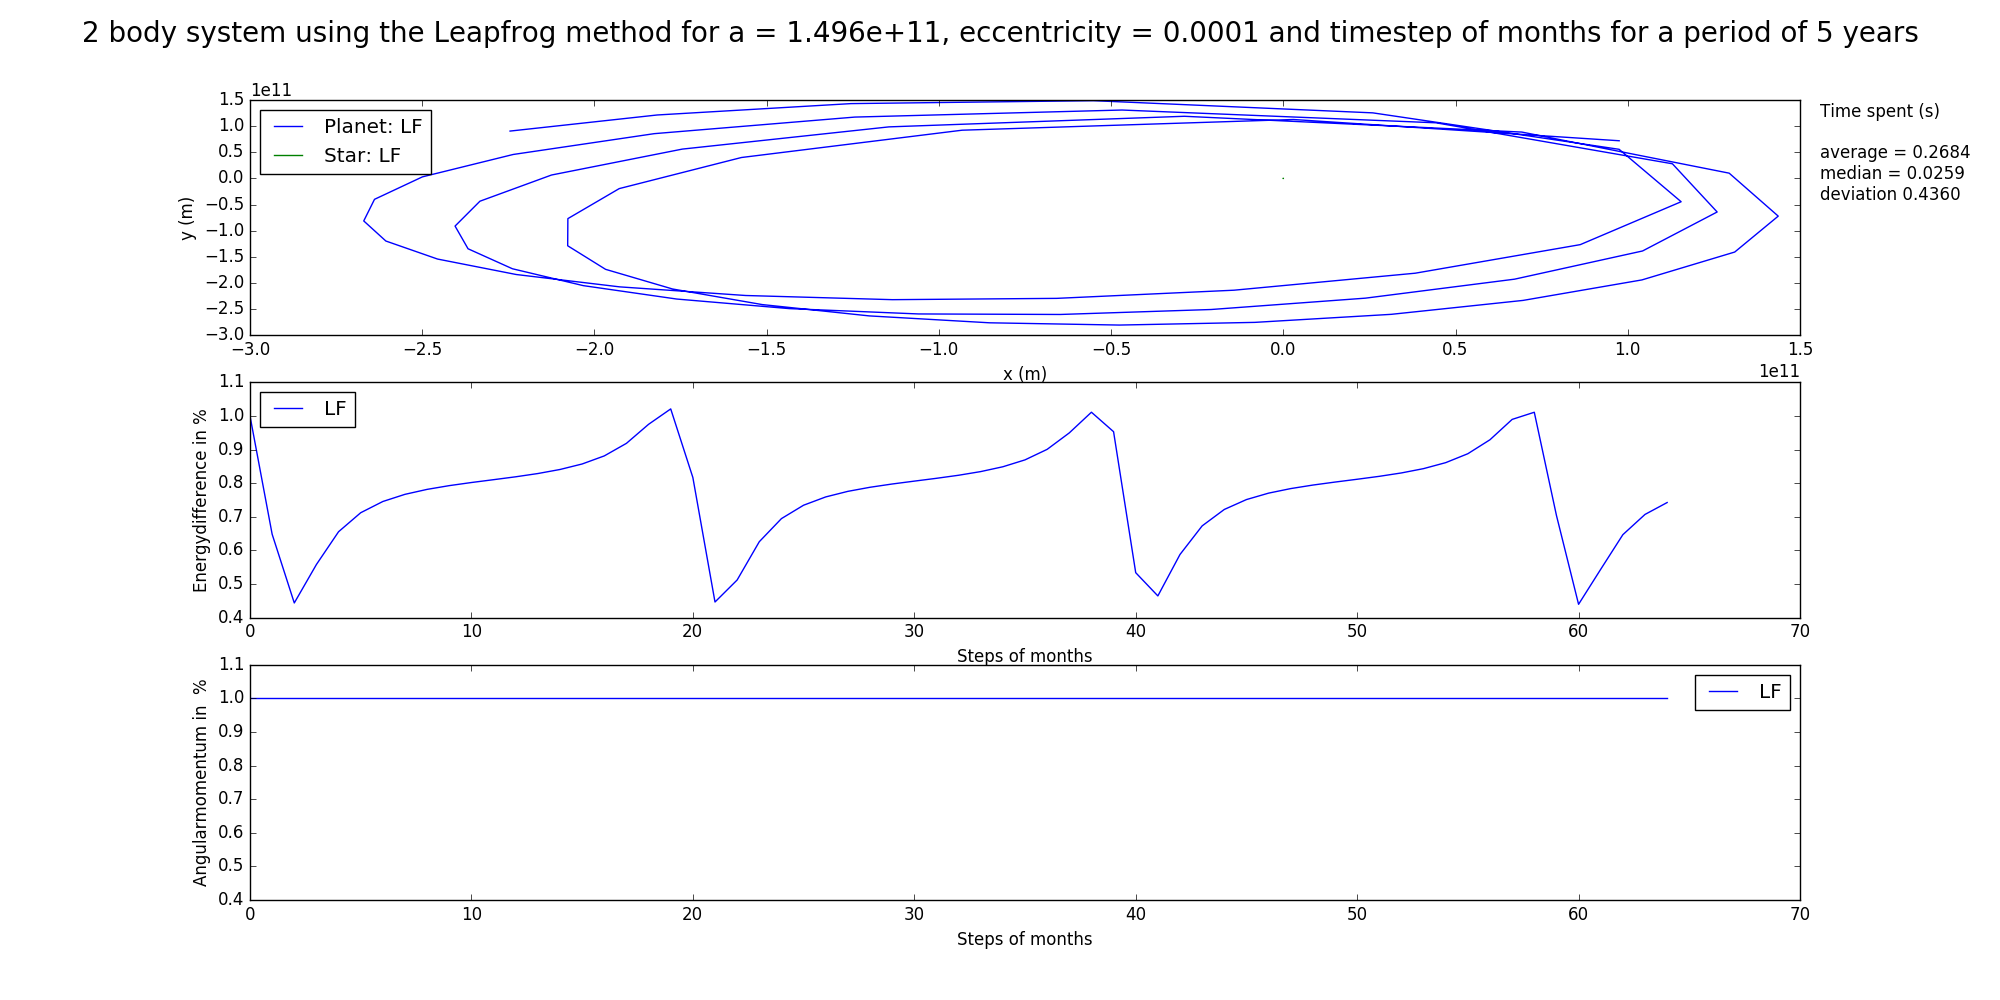 2 body system using the Leapfrog method for a = 1.496e+11, eccentricity = 0.0001 and timestep of months for a period of 5 years
1e11
1.5
1.0
0.5
0.0
−0.5
−1.0
−1.5
−2.0
−2.5
−3.0
y (m)
Planet: LF
Star: LF
Time spent (s)
average = 0.2684
median = 0.0259
deviation 0.4360
−3.0 −2.5 −2.0 −1.5 −1.0 −0.5 0.0 0.5 1.0 1.5
x (m)
1e11
1.1
1.0
0.9
0.8
0.7
0.6
0.5
0.4
Energydifference in %
LF
0 10 20 30 40 50 60 70
Steps of months
1.1
1.0
0.9
0.8
0.7
0.6
0.5
0.4
Angularmomentum in %
LF
0 10 20 30 40 50 60 70
Steps of months